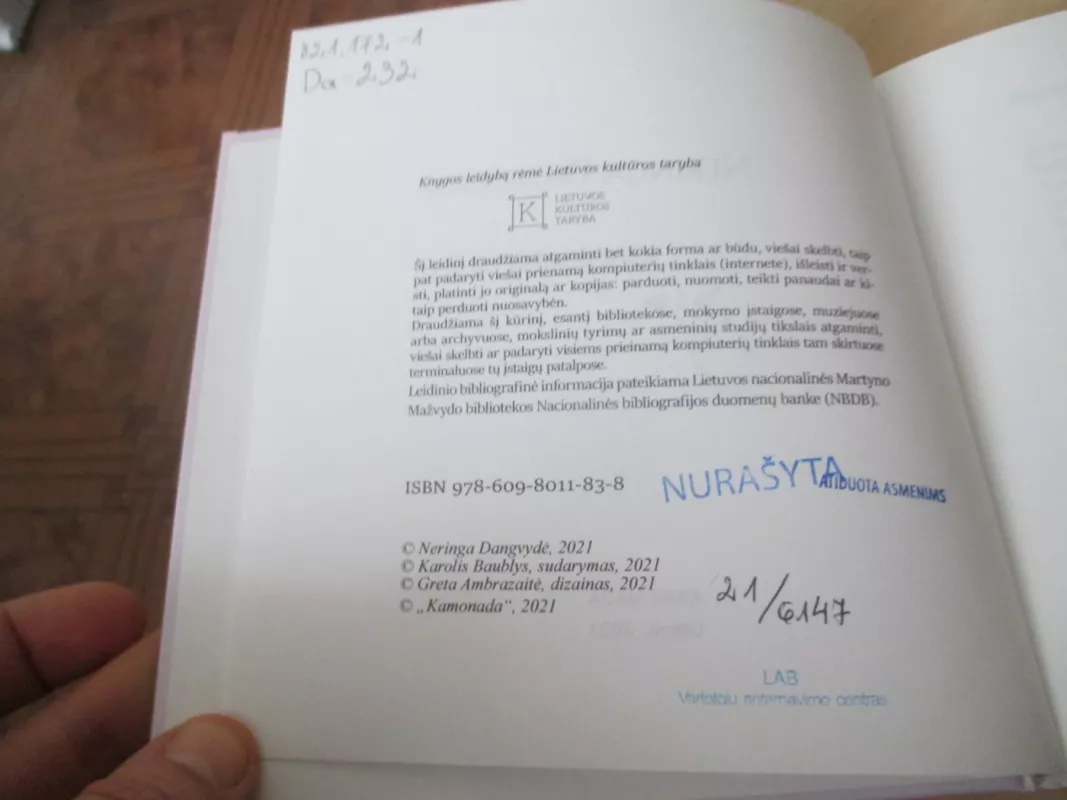 821.172.-1
Da-232.
Knygos leidybą rėmė Lietuvos kultūros taryba
K
LIETUVOS
KULTŪROS
TARYBA
Šį leidinį draudžiama atgaminti bet kokia forma ar būdu, viešai skelbti, taip
pat padaryti viešai prienamą kompiuterių tinklais (internete), išleisti ir ver-
sti, platinti jo originalą ar kopijas: parduoti, nuomoti, teikti panaudai ar ki-
taip perduoti nuosavybėn.
Draudžiama šį kūrinį, esantį bibliotekose, mokymo įstaigose, muziejuose
arba archyvuose, mokslinių tyrimų ar asmeninių studijų tikslais atgaminti,
viešai skelbti ar padaryti visiems prieinamą kompiuterių tinklais tam skirtuose
terminaluose tų įstaigų patalpose.
Leidinio bibliografinė informacija pateikiama Lietuvos nacionalinės Martyno
Mažvydo bibliotekos Nacionalinės bibliografijos duomenų banke (NBDB).
ISBN 978-609-8011-83-8
NURAŠYTA
ATIDUOTA ASMENIMS
© Neringa Dangvydė, 2021
© Karolis Baublys, sudarymas, 2021
© Greta Ambrazaitė, dizainas, 2021
© „Kamonada“, 2021
21/6147
LAB
Vartotojų informavimo centras